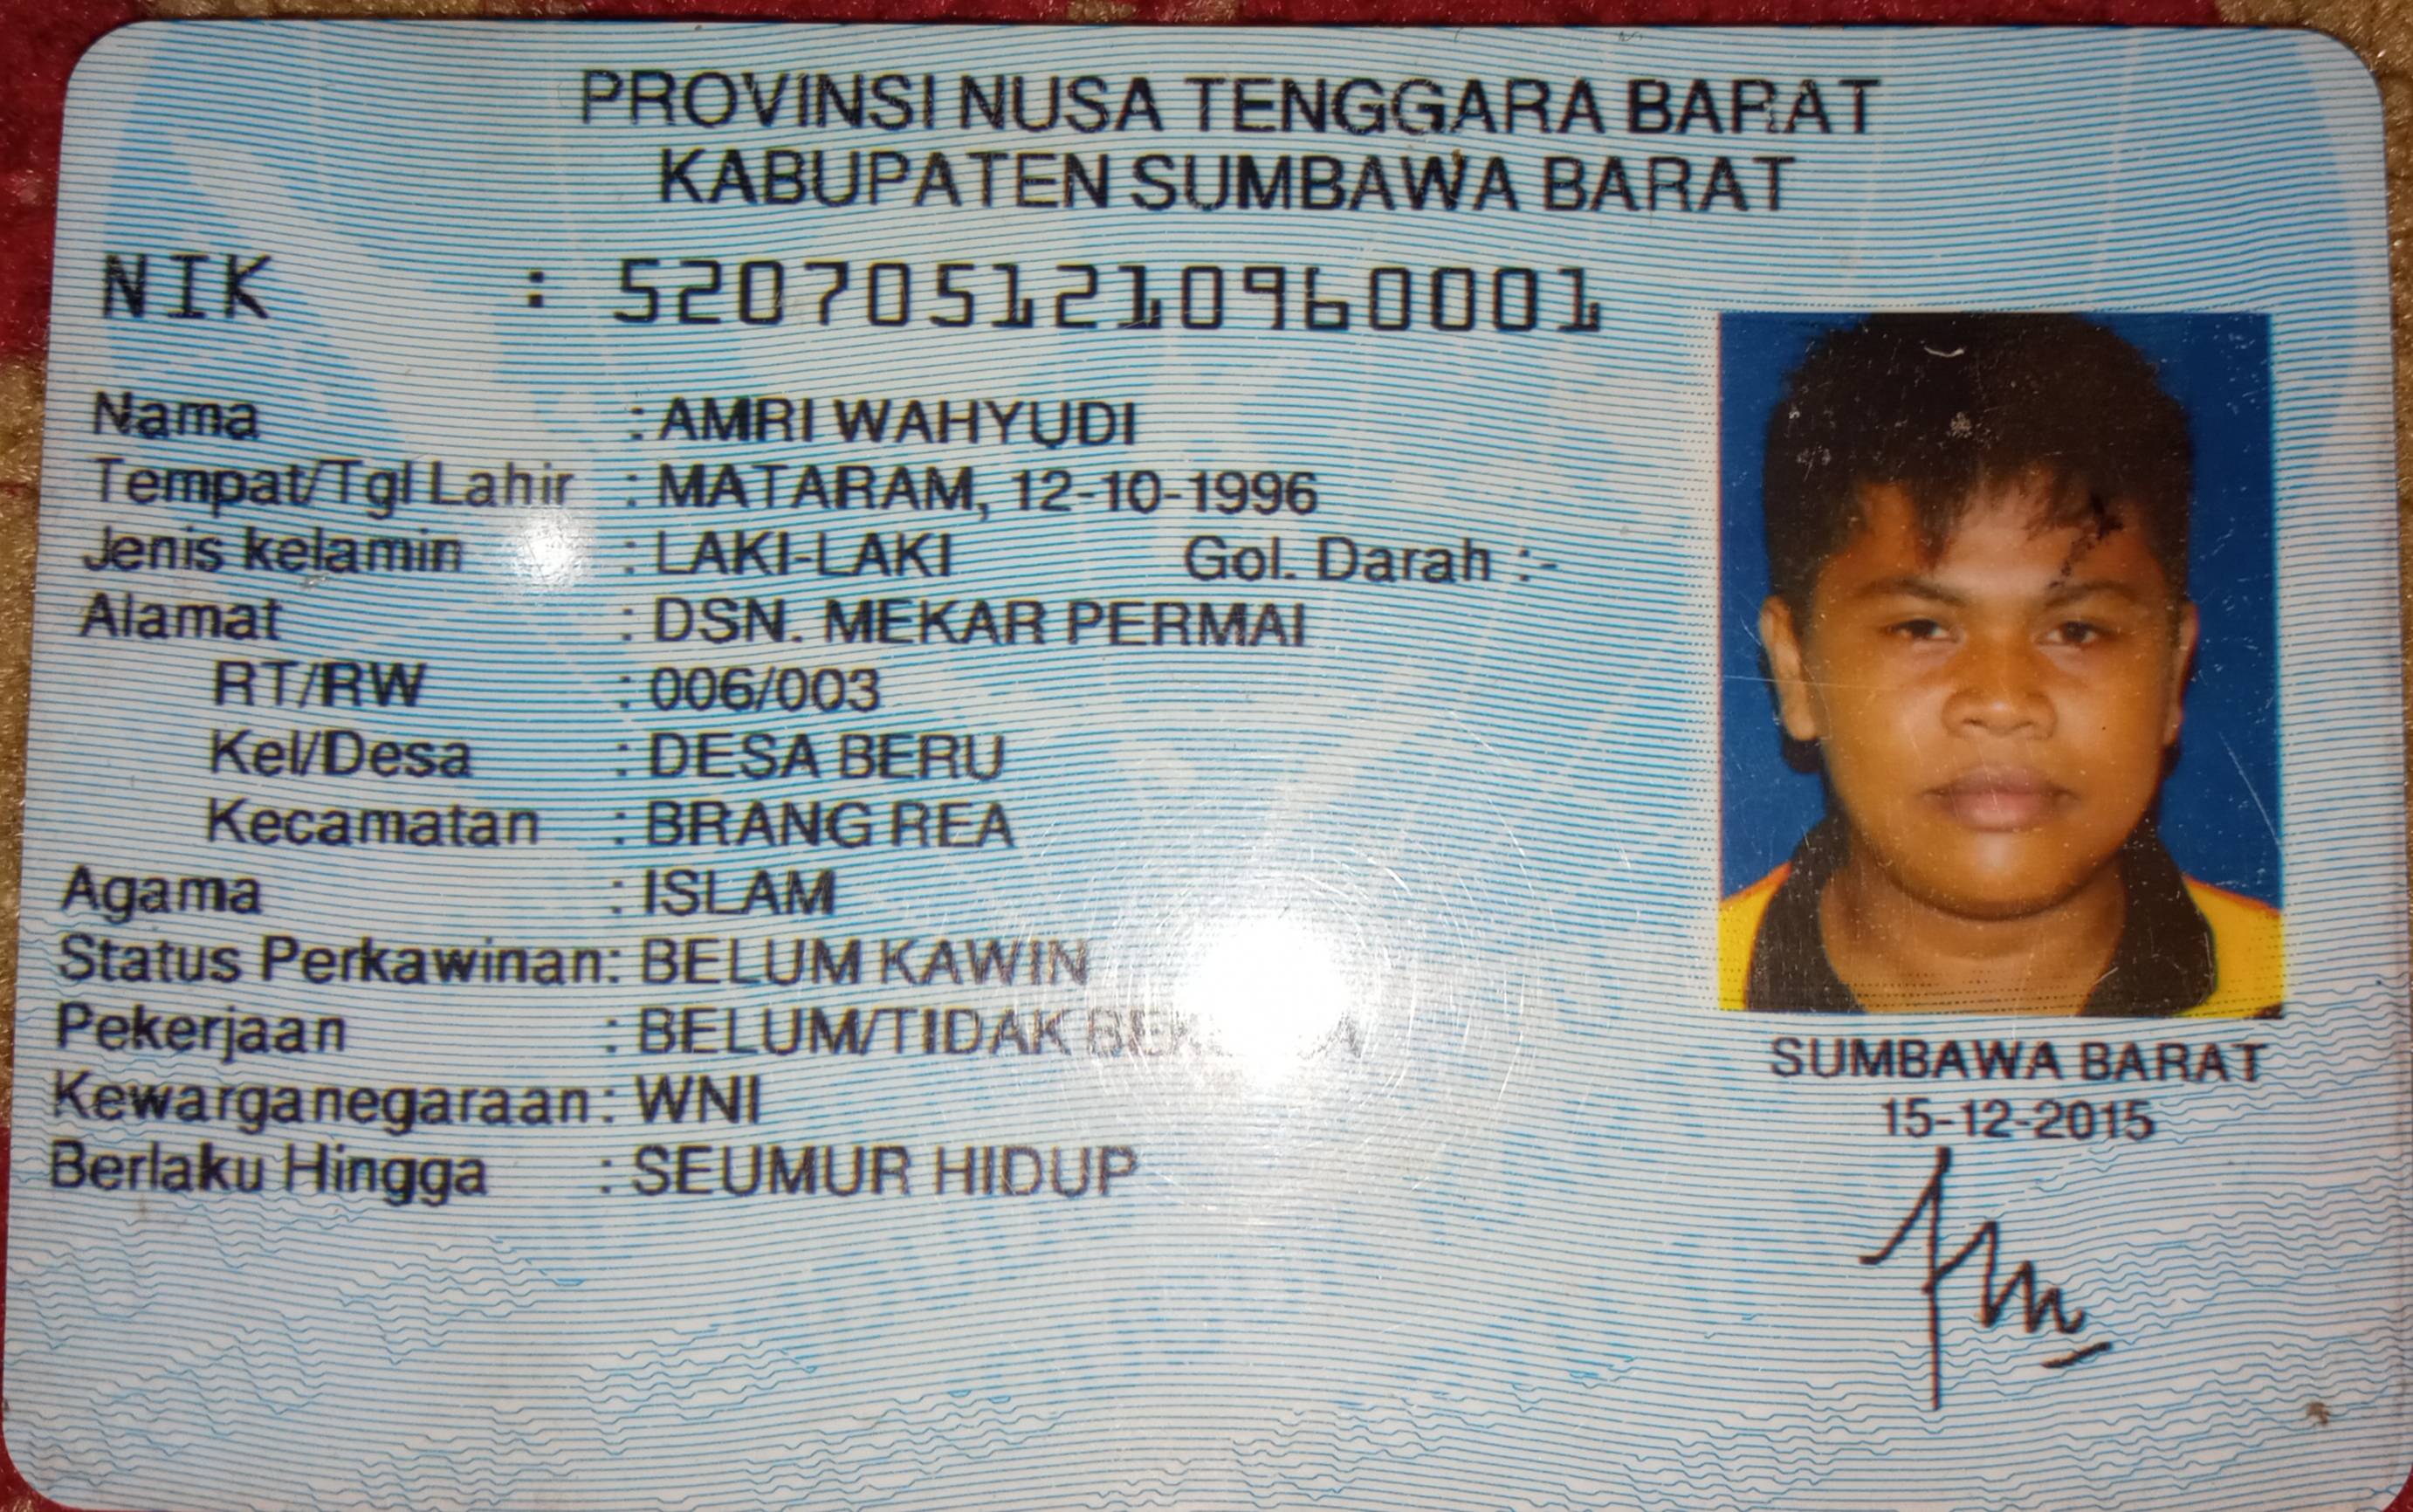 PROVINSI NUSA TENGGARA BARAT
KABUPATEN SUMBAWA BARAT
NIK : 5207051210960001
Nama : AMRI WAHYUDI
Tempat/Tgl Lahir : MATARAM, 12-10-1996
Jenis kelamin : LAKI-LAKI Gol. Darah :-
Alamat : DSN. MEKAR PERMAI
RT/RW : 006/003
Kel/Desa : DESA BERU
Kecamatan : BRANG REA
Agama : ISLAM
Status Perkawinan: BELUM KAWIN
Pekerjaan : BELUM/TIDAK
Kewarganegaraan: WNI
Berlaku Hingga : SEUMUR HIDUP
SUMBAWA BARAT
15-12-2015